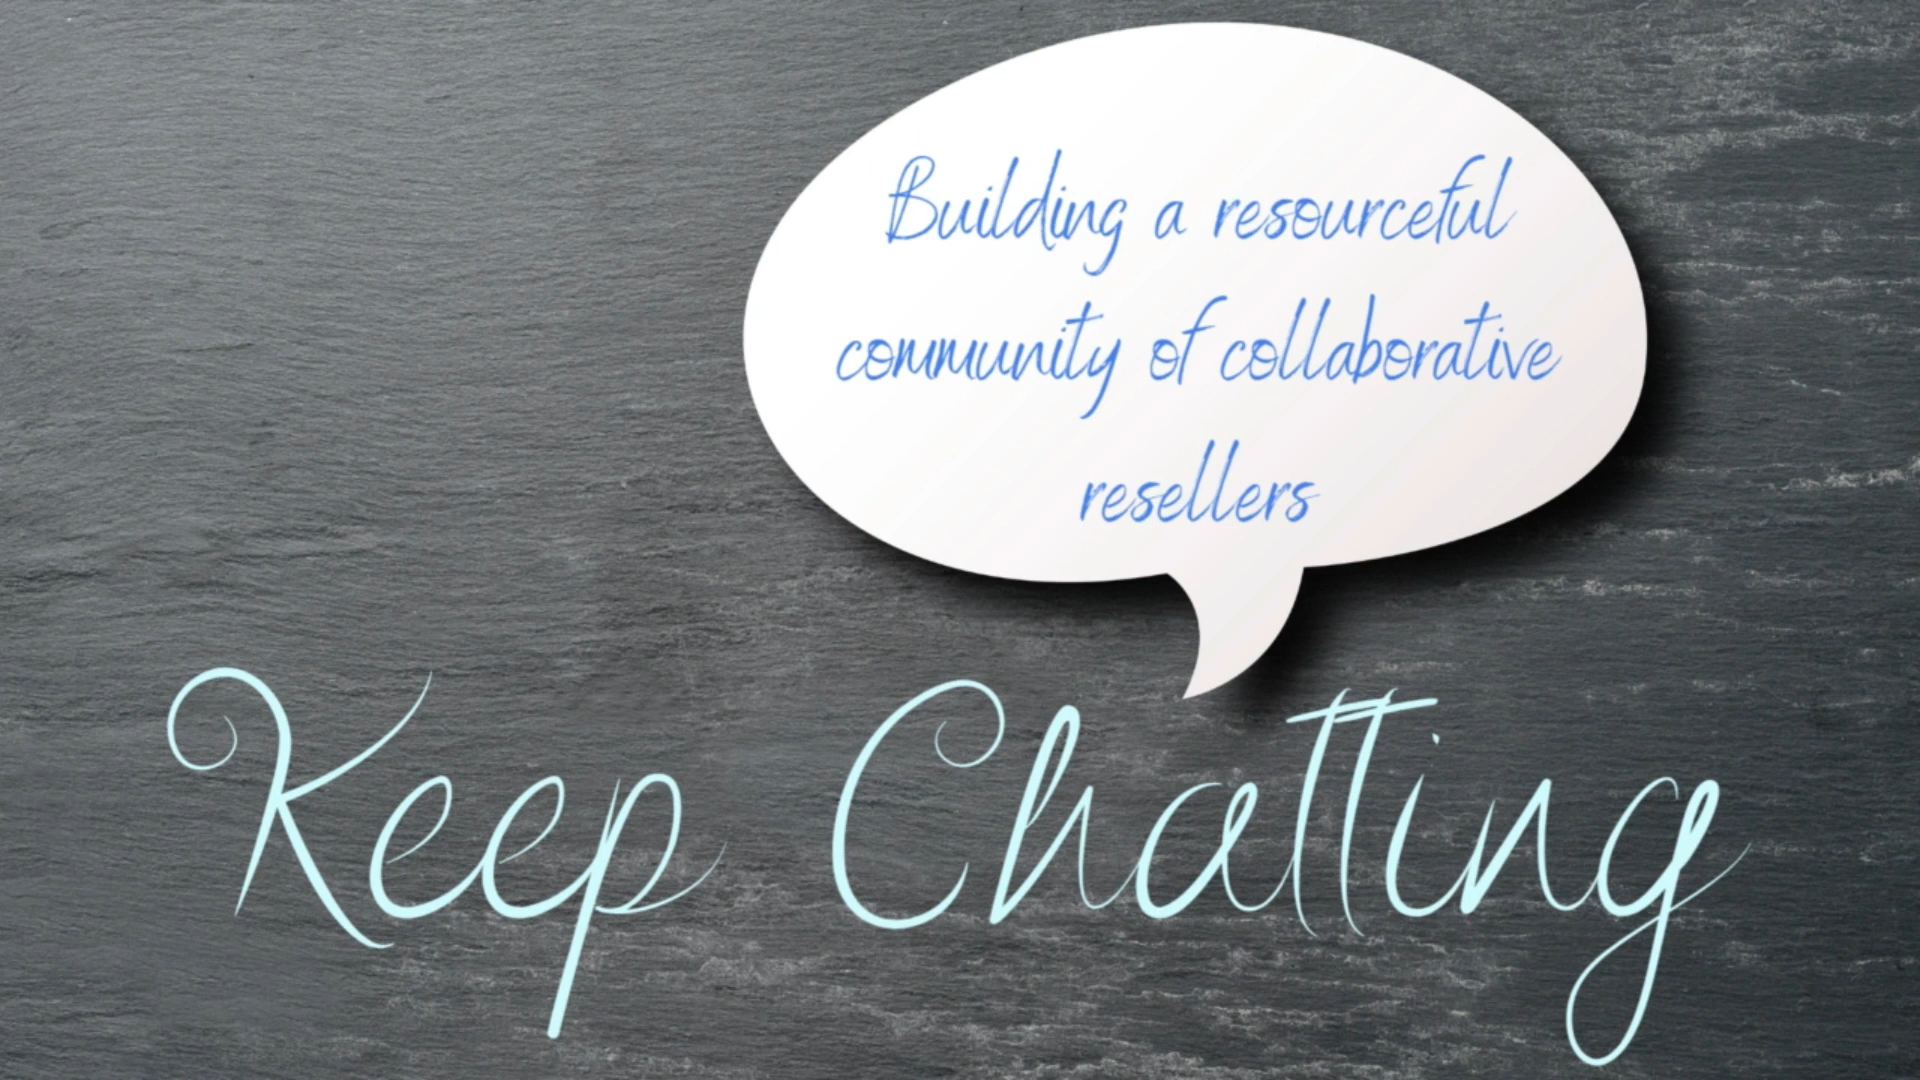 Building a resourceful
community of collaborative
resellers
Keep Chatting